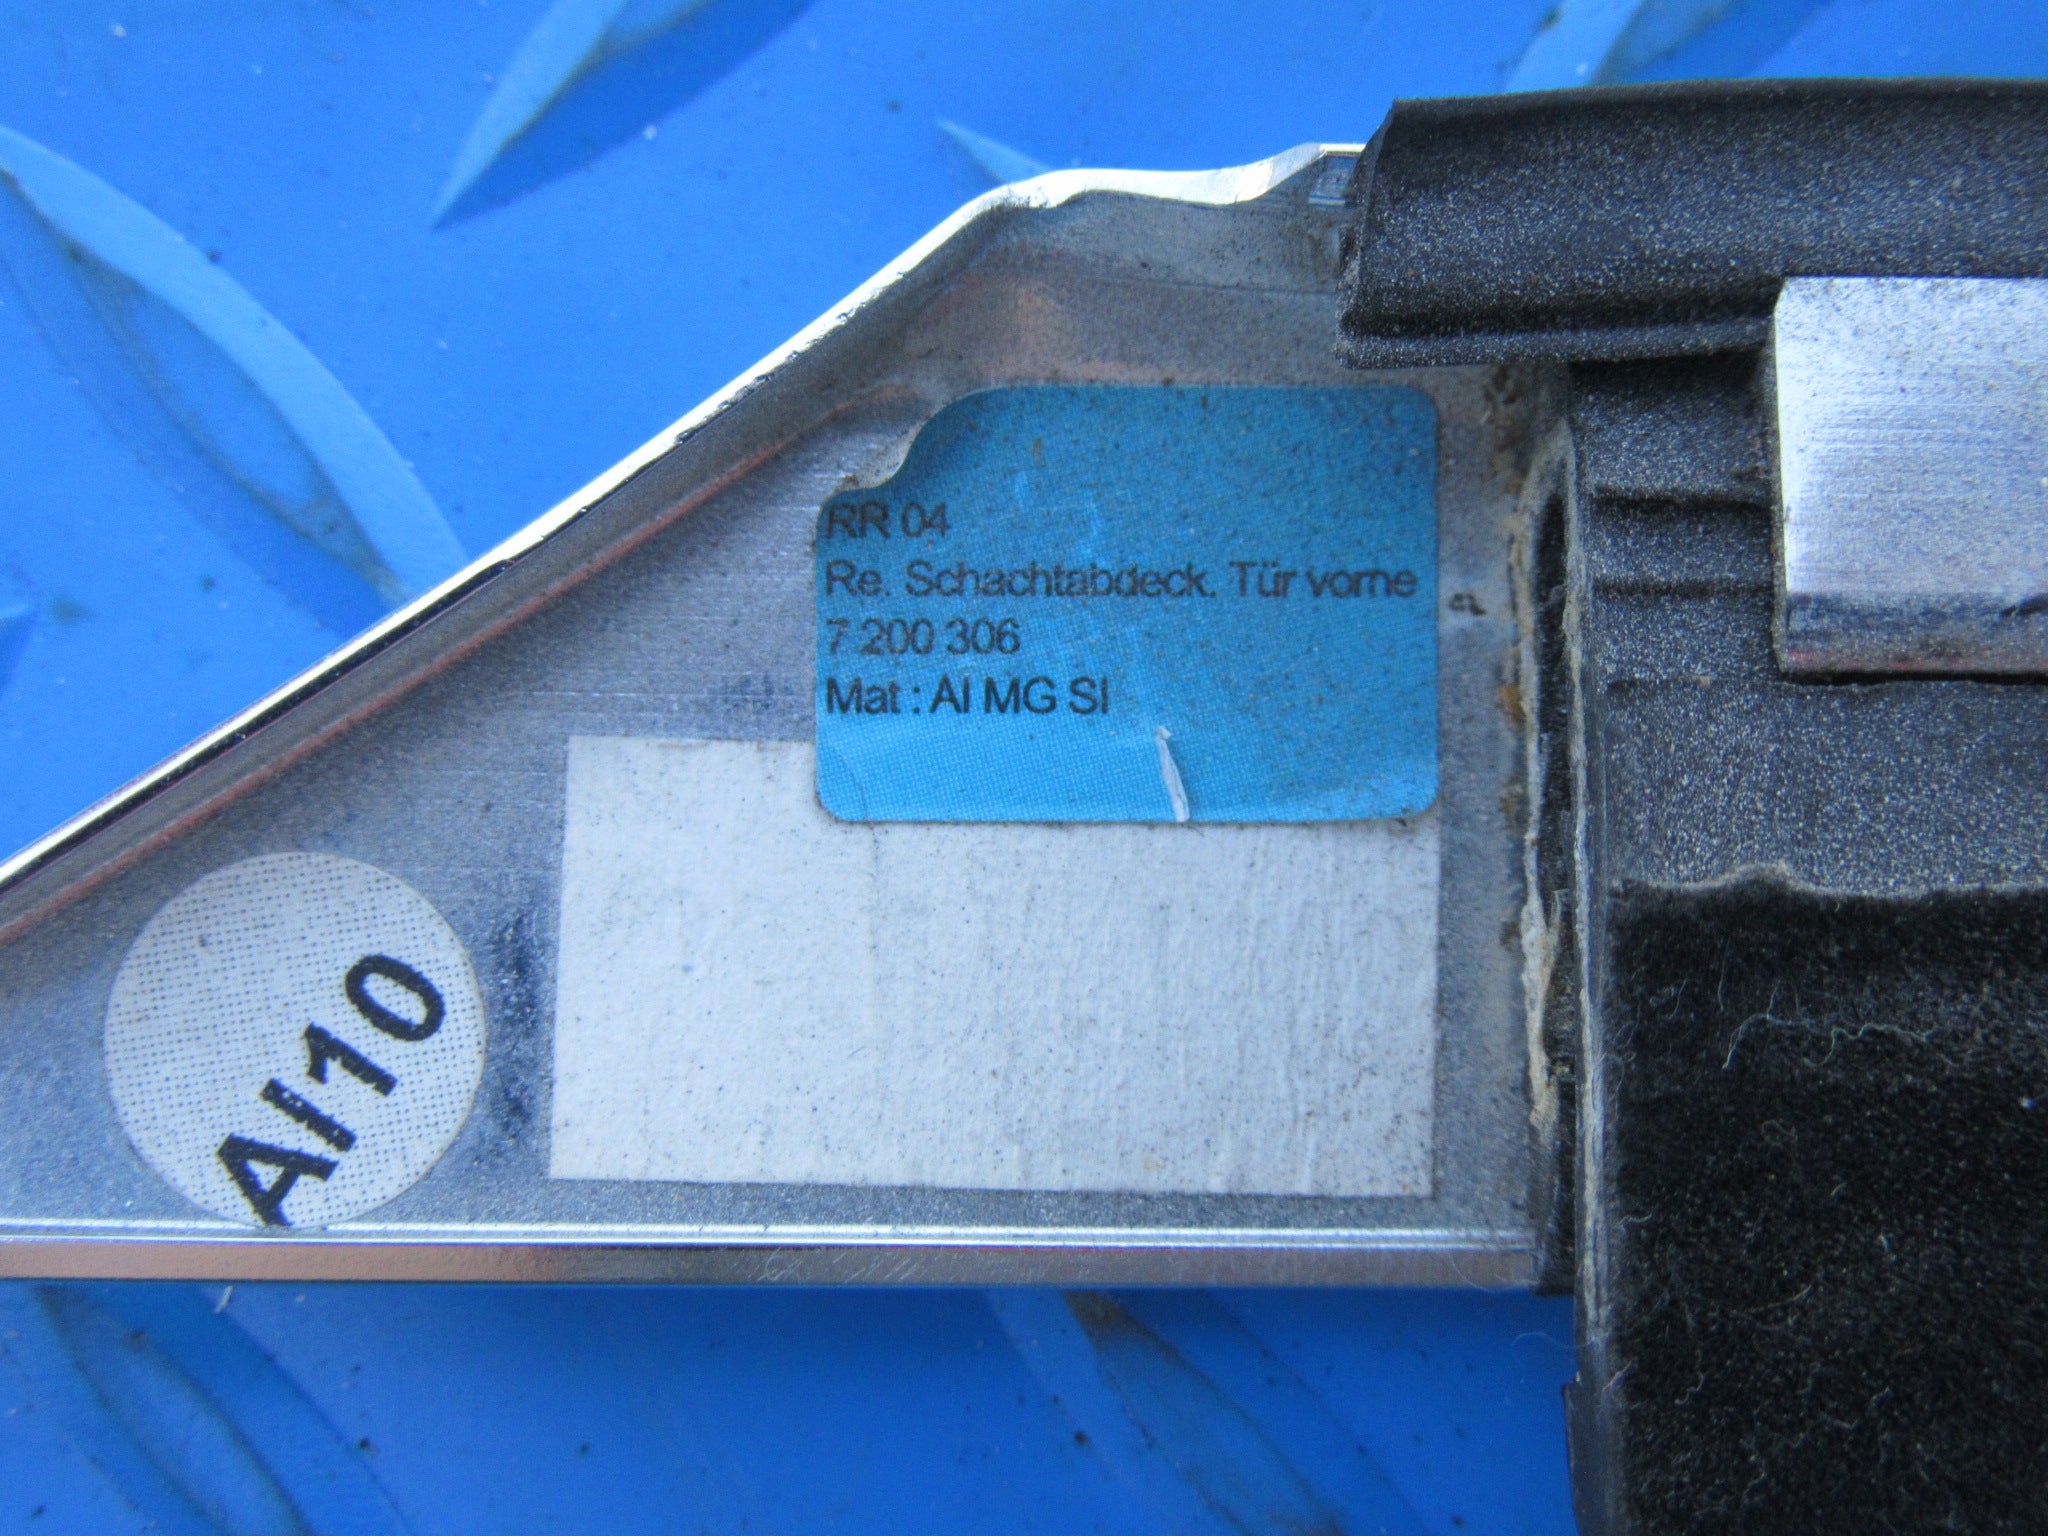 RR 04
Re. Schachtabdeck. Tür vorne
7 200 306
Mat : Al MG SI
Al10